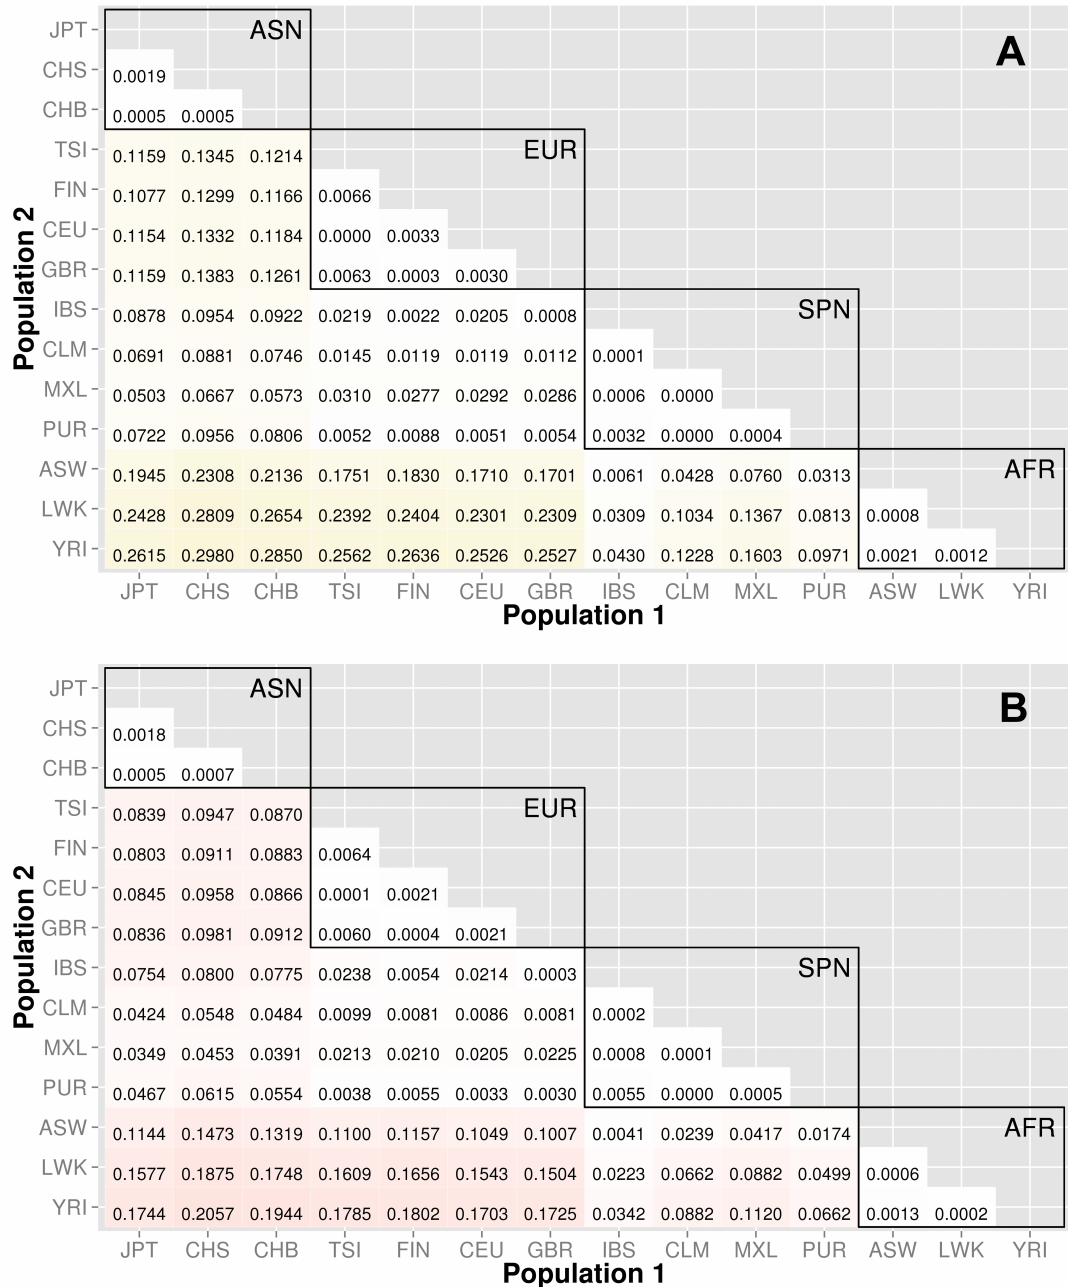 A
JPT ASN
CHS 0.0019
CHB 0.0005 0.0005
TSI 0.1159 0.1345 0.1214 EUR
FIN 0.1077 0.1299 0.1166 0.0066
CEU 0.1154 0.1332 0.1184 0.0000 0.0033
GBR 0.1159 0.1383 0.1261 0.0063 0.0003 0.0030
IBS 0.0878 0.0954 0.0922 0.0219 0.0022 0.0205 0.0008 SPN
CLM 0.0691 0.0881 0.0746 0.0145 0.0119 0.0119 0.0112 0.0001
MXL 0.0503 0.0667 0.0573 0.0310 0.0277 0.0292 0.0286 0.0006 0.0000
PUR 0.0722 0.0956 0.0806 0.0052 0.0088 0.0051 0.0054 0.0032 0.0000 0.0004
ASW 0.1945 0.2308 0.2136 0.1751 0.1830 0.1710 0.1701 0.0061 0.0428 0.0760 0.0313 AFR
LWK 0.2428 0.2809 0.2654 0.2392 0.2404 0.2301 0.2309 0.0309 0.1034 0.1367 0.0813 0.0008
YRI 0.2615 0.2980 0.2850 0.2562 0.2636 0.2526 0.2527 0.0430 0.1228 0.1603 0.0971 0.0021 0.0012
JPT CHS CHB TSI FIN CEU GBR IBS CLM MXL PUR ASW LWK YRI
Population 1
Population 2
B
JPT ASN
CHS 0.0018
CHB 0.0005 0.0007
TSI 0.0839 0.0947 0.0870 EUR
FIN 0.0803 0.0911 0.0883 0.0064
CEU 0.0845 0.0958 0.0866 0.0001 0.0021
GBR 0.0836 0.0981 0.0912 0.0060 0.0004 0.0021
IBS 0.0754 0.0800 0.0775 0.0238 0.0054 0.0214 0.0003 SPN
CLM 0.0424 0.0548 0.0484 0.0099 0.0081 0.0086 0.0081 0.0002
MXL 0.0349 0.0453 0.0391 0.0213 0.0210 0.0205 0.0225 0.0008 0.0001
PUR 0.0467 0.0615 0.0554 0.0038 0.0055 0.0033 0.0030 0.0055 0.0000 0.0005
ASW 0.1144 0.1473 0.1319 0.1100 0.1157 0.1049 0.1007 0.0041 0.0239 0.0417 0.0174 AFR
LWK 0.1577 0.1875 0.1748 0.1609 0.1656 0.1543 0.1504 0.0223 0.0662 0.0882 0.0499 0.0006
YRI 0.1744 0.2057 0.1944 0.1785 0.1802 0.1703 0.1725 0.0342 0.0882 0.1120 0.0662 0.0013 0.0002
JPT CHS CHB TSI FIN CEU GBR IBS CLM MXL PUR ASW LWK YRI
Population 1
Population 2